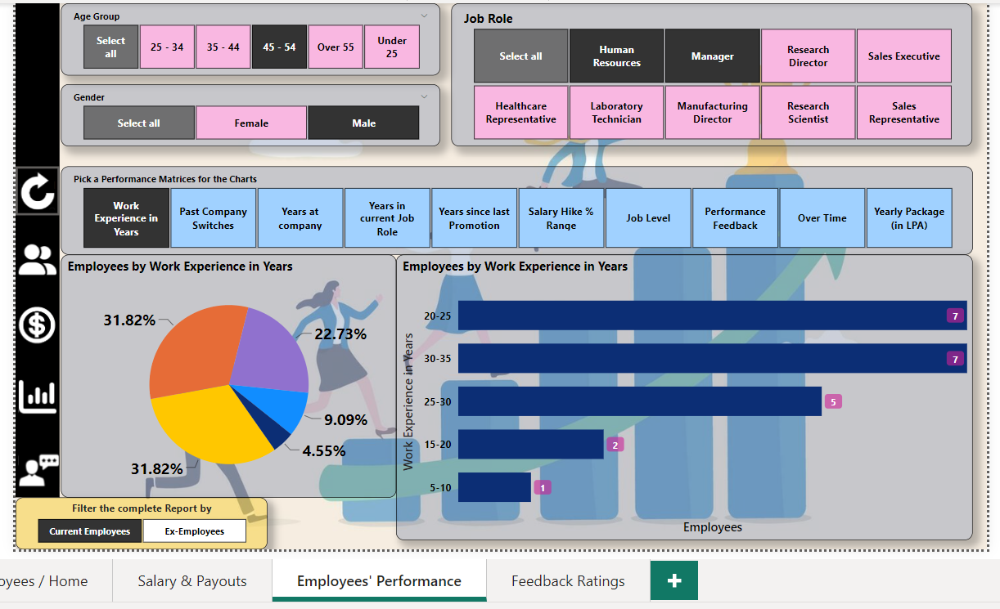 Age Group
Select
all
25 - 34
35 - 44
45 - 54
Over 55
Under
25
Gender
Select all
Female
Male
Job Role
Select all
Human
Resources
Manager
Research
Director
Sales Executive
Healthcare
Representative
Laboratory
Technician
Manufacturing
Director
Research
Scientist
Sales
Representative
Pick a Performance Matrices for the Charts
Work
Experience in
Years
Past Company
Switches
Years at
company
Years in
current Job
Role
Years since last
Promotion
Salary Hike %
Range
Job Level
Performance
Feedback
Over Time
Yearly Package
(in LPA)
Employees by Work Experience in Years
31.82%
22.73%
9.09%
4.55%
31.82%
Employees by Work Experience in Years
Work Experience in Years
20-25
7
30-35
7
25-30
5
15-20
2
5-10
1
Employees
Filter the complete Report by
Current Employees
Ex-Employees
oyees / Home
Salary & Payouts
Employees' Performance
Feedback Ratings